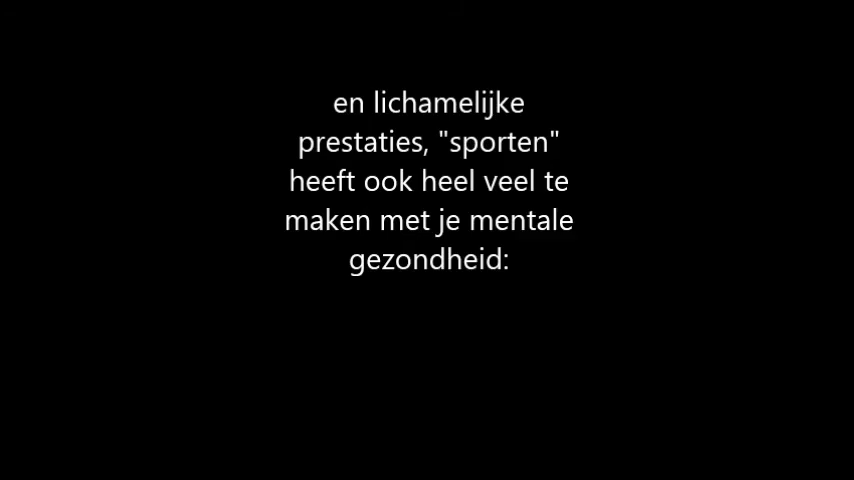 en lichamelijke
prestaties, "sporten"
heeft ook heel veel te
maken met je mentale
gezondheid: